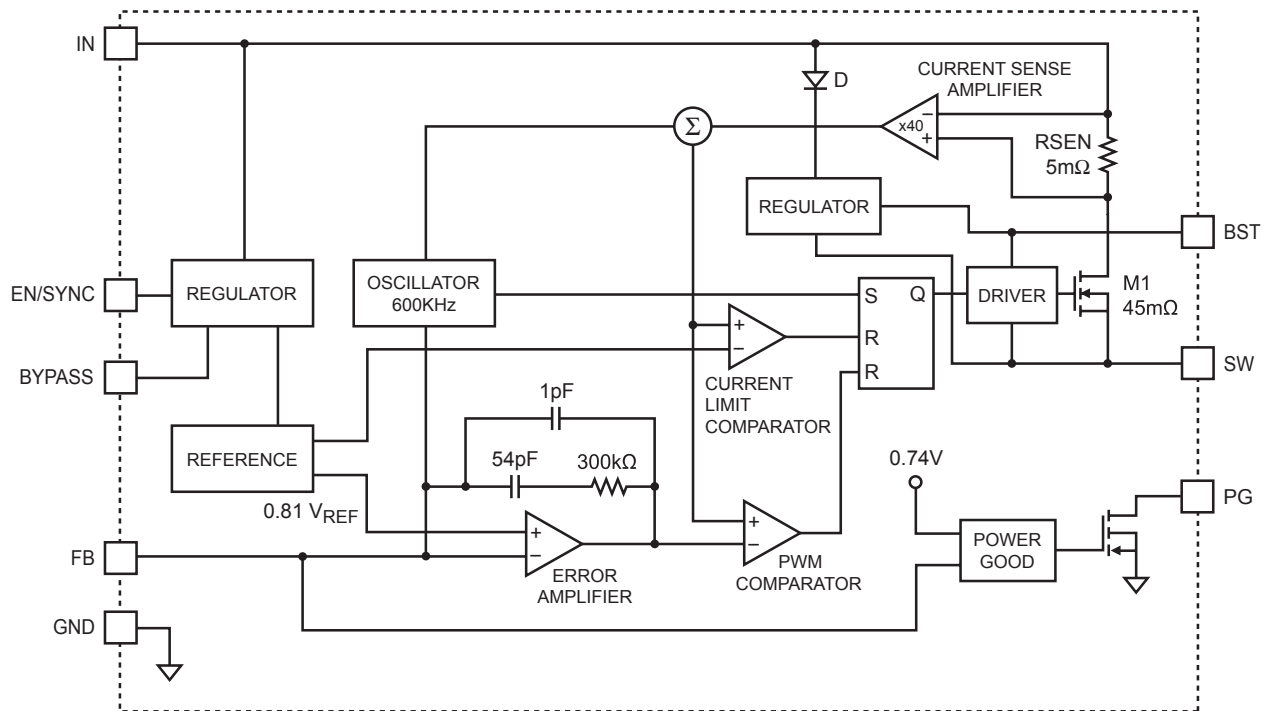 IN
D
CURRENT SENSE
AMPLIFIER
Σ
x40
−
+
RSEN
5mΩ
REGULATOR
BST
EN/SYNC
REGULATOR
OSCILLATOR
600KHz
S
Q
DRIVER
M1
45mΩ
+
−
R
R
BYPASS
SW
CURRENT
LIMIT
COMPARATOR
1pF
REFERENCE
54pF
300kΩ
0.74V
PG
0.81 VREF
+
−
+
−
FB
ERROR
AMPLIFIER
PWM
COMPARATOR
POWER
GOOD
GND